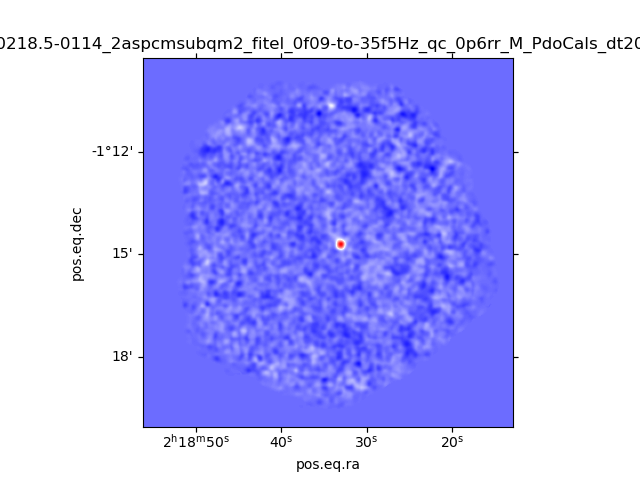 0218.5-0114_2aspcmsubqm2_fitel_0f09-to-35f5Hz_qc_0p6rr_M_PdoCals_dt20
-1°12'
15'
18'
pos.eq.dec
2ʰ18ᵐ50ˢ 40ˢ 30ˢ 20ˢ
pos.eq.ra